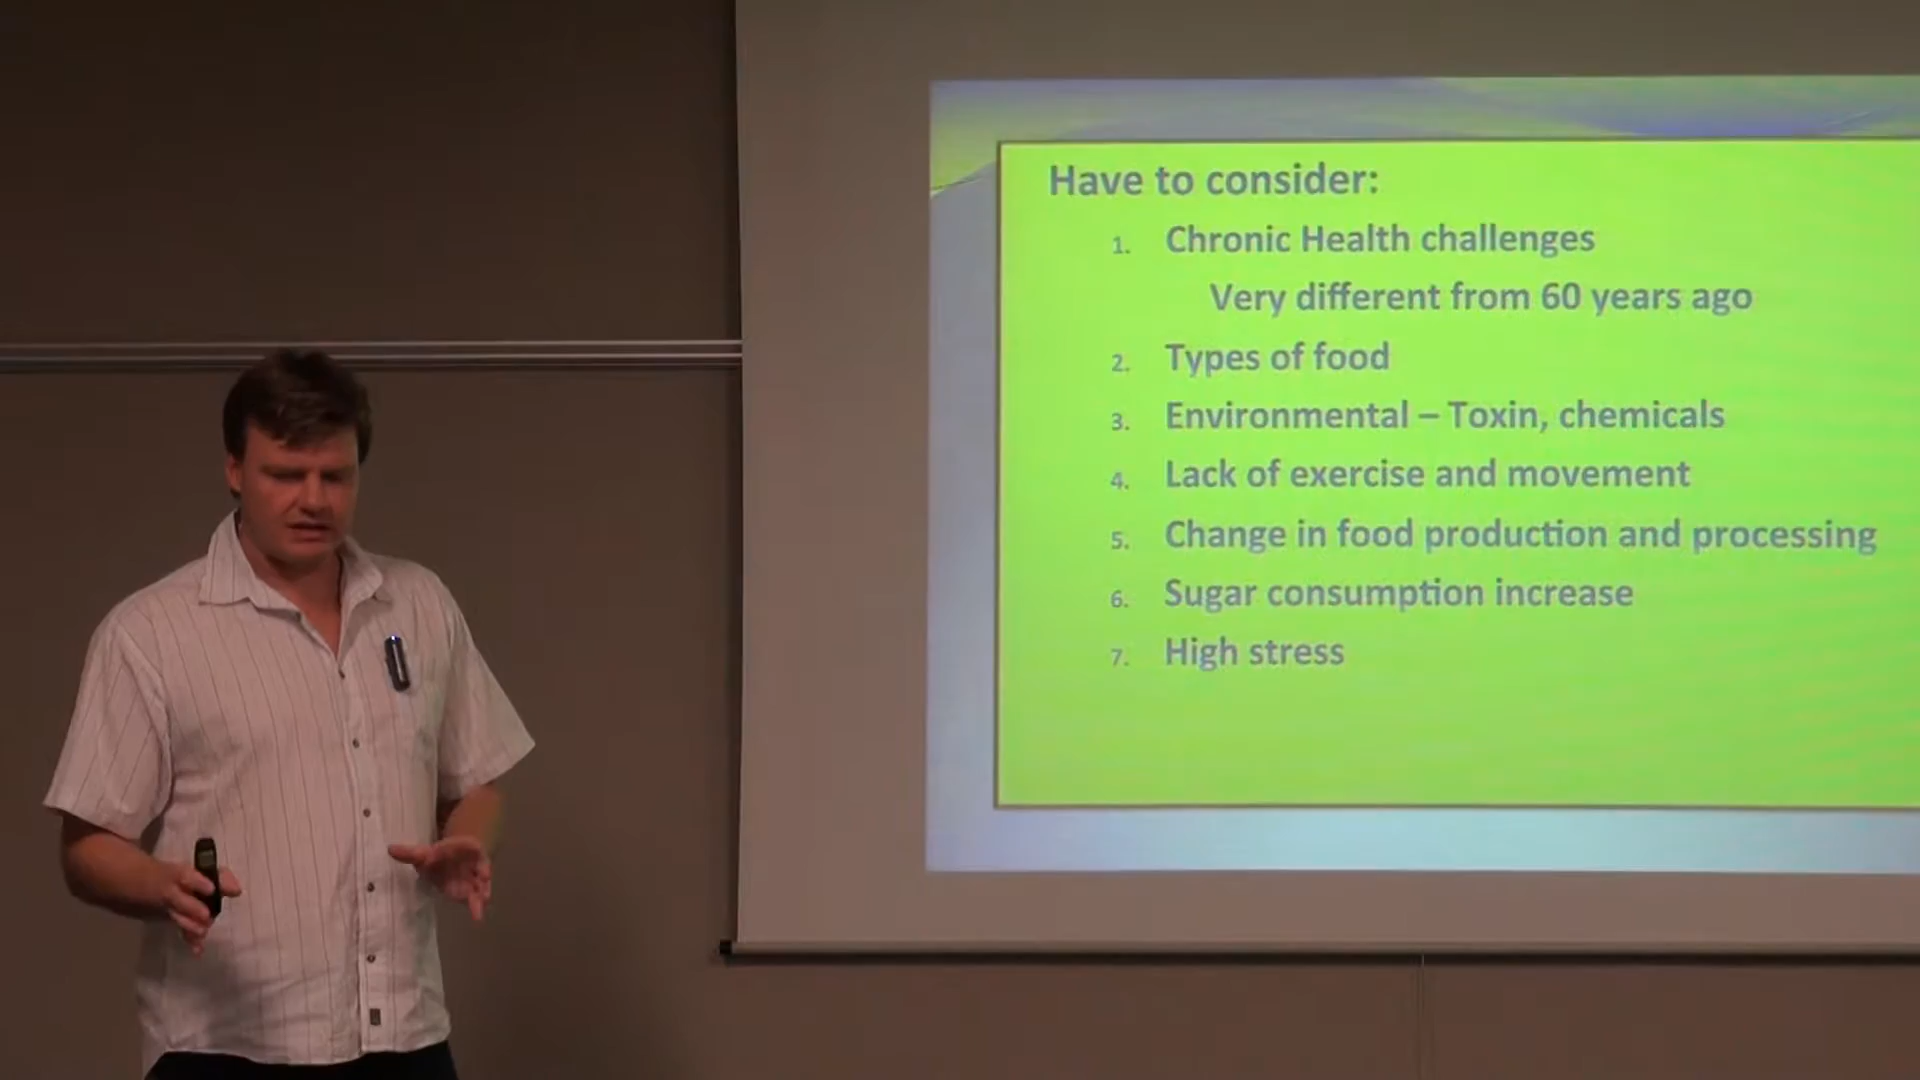 Have to consider:
1. Chronic Health challenges
Very different from 60 years ago
2. Types of food
3. Environmental – Toxin, chemicals
4. Lack of exercise and movement
5. Change in food production and processing
6. Sugar consumption increase
7. High stress